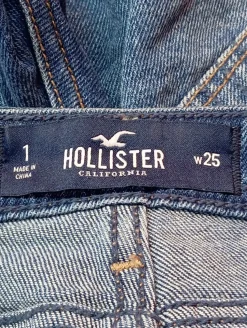 1
MADE IN
CHINA
HOLLISTER
CALIFORNIA
W25